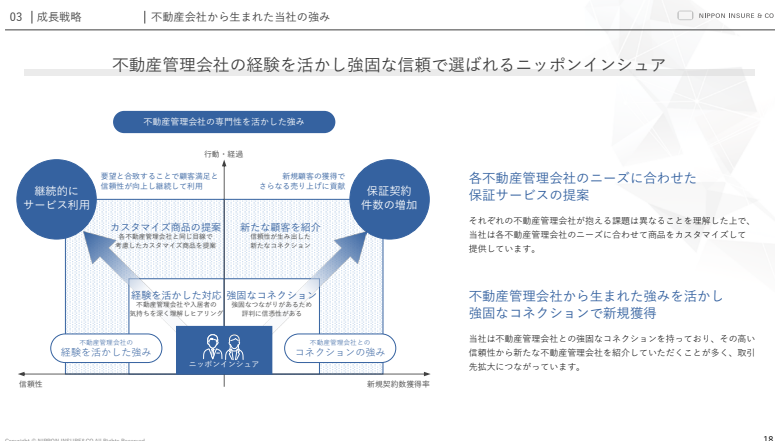 03 成長戦略 不動産会社から生まれた当社の強み
NIPPON INSURE & CO
不動産管理会社の経験を活かし強固な信頼で選ばれるニッポンインシュア
不動産管理会社の専門性を活かした強み
行動・経過
継続的に
サービス利用
要望と合致することで顧客満足と
信頼性が向上し継続して利用
新規顧客の獲得で
さらなる売り上げに貢献
保証契約
件数の増加
カスタマイズ商品の提案
各不動産管理会社と同じ目線で
考慮したカスタマイズ商品を提案
新たな顧客を紹介
信頼性が生み出した
新たなコネクション
経験を活かした対応
不動産管理会社や入居者の
気持ちを深く理解しヒアリング
強固なコネクション
強固なつながりがあるため
評判に信憑性がある
不動産管理会社の
経験を活かした強み
ニッポンインシュア
不動産管理会社との
コネクションの強み
信頼性
新規契約数獲得率
各不動産管理会社のニーズに合わせた
保証サービスの提案
それぞれの不動産管理会社が抱える課題は異なることを理解した上で、
当社は各不動産管理会社のニーズに合わせて商品をカスタマイズして
提供しています。
不動産管理会社から生まれた強みを活かし
強固なコネクションで新規獲得
当社は不動産管理会社との強固なコネクションを持っており、その高い
信頼性から新たな不動産管理会社を紹介していただくことが多く、取引
先拡大につながっています。
18